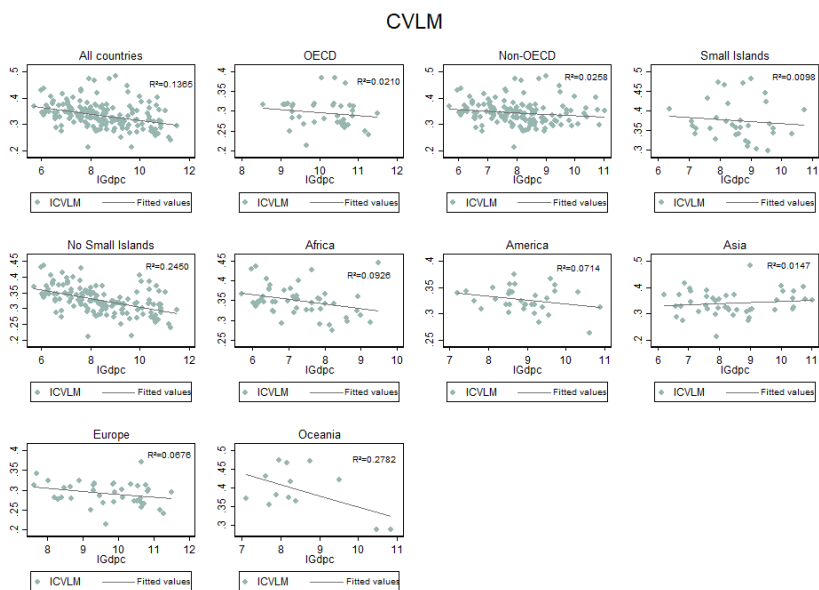 CVLM
All countries
OECD
Non-OECD
Small Islands
R²=0.1365
R²=0.0210
R²=0.0258
R²=0.0098
.5
.4
.3
.2
.4
.35
.3
.25
.2
.5
.4
.3
.2
.5
.45
.4
.35
.3
6 7 8 9 10 11 12
8 9 10 11 12
6 7 8 9 10 11
6 7 8 9 10 11
lGdpc
lGdpc
lGdpc
lGdpc
ICVLM Fitted values
ICVLM Fitted values
ICVLM Fitted values
ICVLM Fitted values
No Small Islands
Africa
America
Asia
R²=0.2450
R²=0.0926
R²=0.0714
R²=0.0147
.2 .25 .3 .35 .4 .45
.25 .3 .35 .4 .45
.25 .3 .35 .4
.2 .3 .4 .5
6 7 8 9 10 11 12
6 7 8 9 10
7 8 9 10 11
6 7 8 9 10 11
lGdpc
lGdpc
lGdpc
lGdpc
ICVLM Fitted values
ICVLM Fitted values
ICVLM Fitted values
ICVLM Fitted values
Europe
Oceania
R²=0.0676
R²=0.2782
.2 .25 .3 .35 .4
.3 .35 .4 .45 .5
8 9 10 11 12
7 8 9 10 11
lGdpc
lGdpc
ICVLM Fitted values
ICVLM Fitted values